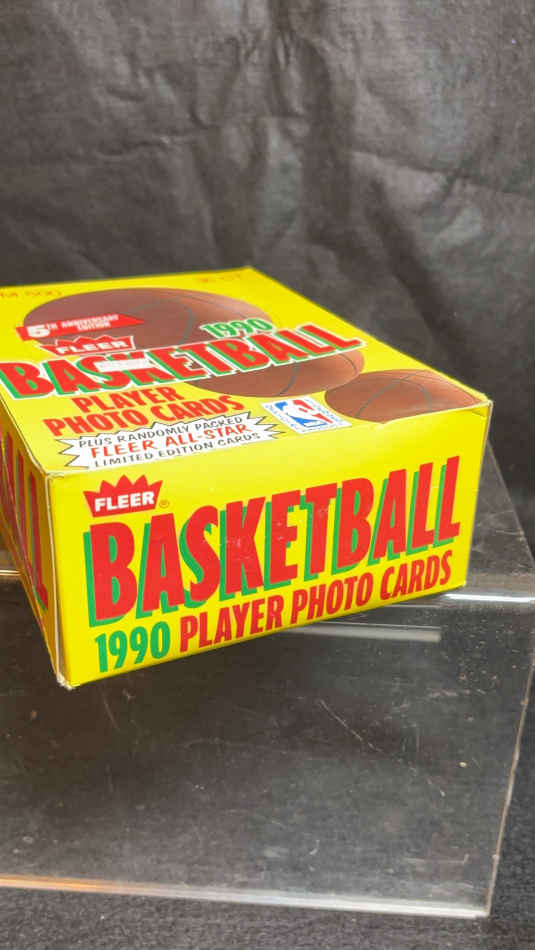 5TH ANNIVERSARY
EDITION
FLEER
1990
BASKETBALL
PLAYER
PHOTO CARDS
PLUS RANDOMLY PACKED
FLEER ALL-STAR
LIMITED EDITION CARDS
FLEER®
BASKETBALL
1990 PLAYER PHOTO CARDS